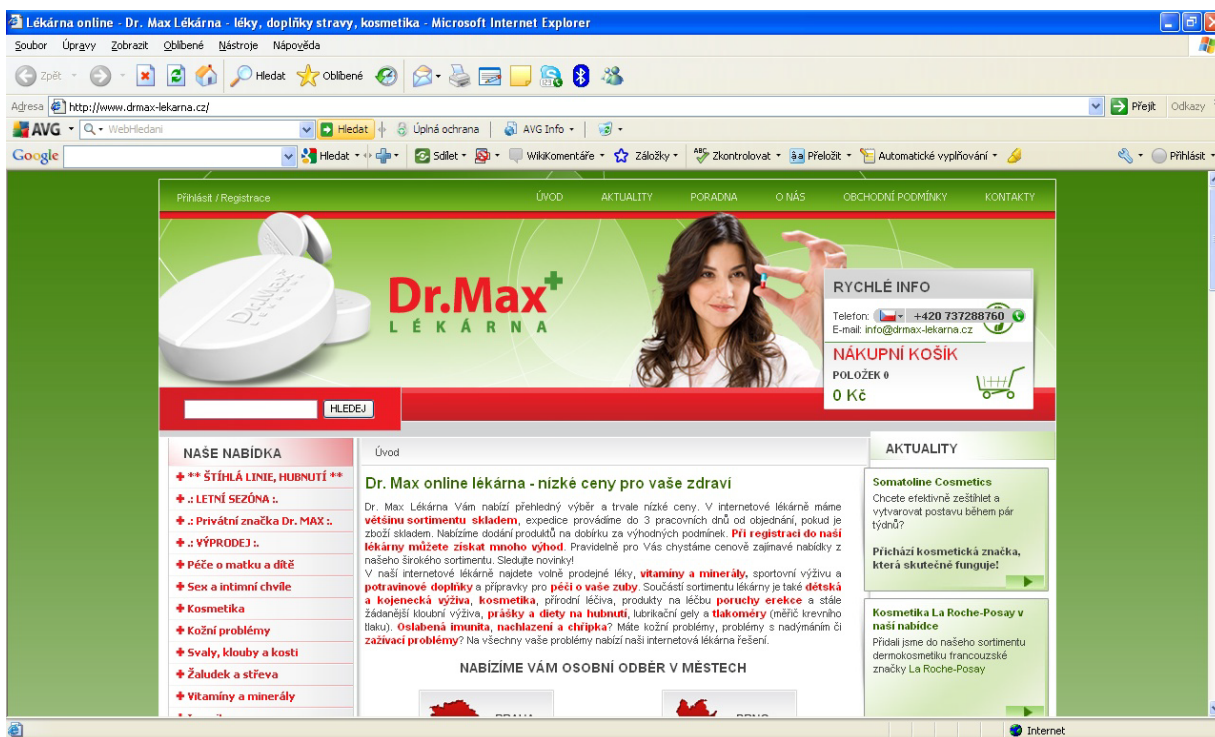 Lékárna online - Dr. Max Lékárna - léky, doplňky stravy, kosmetika - Microsoft Internet Explorer
Soubor Úpravy Zobrazit Oblíbené Nástroje Nápověda
Zpět Hledat Oblíbené
Adresa http://www.drmax-lekarna.cz/ Přejít Odkazy
AVG WebHledani Hledat Úplná ochrana AVG Info
Google Hledat Sdílet WikiKomentáře Záložky Zkontrolovat Přeložit Automatické vyplňování Přihlásit
Přihlásit / Registrace ÚVOD AKTUALITY PORADNA O NÁS OBCHODNÍ PODMÍNKY KONTAKTY
Dr.Max
Dr.Max+
LÉKÁRNA
RYCHLÉ INFO
Telefon: +420 737288760
E-mail: info@drmax-lekarna.cz
NÁKUPNÍ KOŠÍK
POLOŽEK 0
0 Kč
HLEDEJ
NAŠE NABÍDKA
** ŠTÍHLÁ LINIE, HUBNUTÍ **
.: LETNÍ SEZÓNA :.
.: Privátní značka Dr. MAX :.
.: VÝPRODEJ :.
Péče o matku a dítě
Sex a intimní chvíle
Kosmetika
Kožní problémy
Svaly, klouby a kosti
Žaludek a střeva
Vitamíny a minerály
Úvod
Dr. Max online lékárna - nízké ceny pro vaše zdraví
Dr. Max Lékárna Vám nabízí přehledný výběr a trvale nízké ceny. V internetové lékárně máme
většinu sortimentu skladem, expedice provádíme do 3 pracovních dnů od objednání, pokud je
zboží skladem. Nabízíme dodání produktů na dobírku za výhodných podmínek. Při registraci do naší
lékárny můžete získat mnoho výhod. Pravidelně pro Vás chystáme cenově zajímavé nabídky z
našeho širokého sortimentu. Sledujte novinky!
V naší internetové lékárně najdete volně prodejné léky, vitamíny a minerály, sportovní výživu a
potravinové doplňky a přípravky pro péči o vaše zuby. Součástí sortimentu lékárny je také dětská
a kojenecká výživa, kosmetika, přírodní léčiva, produkty na léčbu poruchy erekce a stále
žádanější kloubní výživa, prášky a diety na hubnutí, lubrikační gely a tlakoměry (měřič krevního
tlaku). Oslabená imunita, nachlazení a chřipka? Máte kožní problémy, problémy s nadýmáním či
zažívací problémy? Na všechny vaše problémy nabízí naši internetová lékárna řešení.
NABÍZÍME VÁM OSOBNÍ ODBĚR V MĚSTECH
AKTUALITY
Somatoline Cosmetics
Chcete efektivně zeštíhlet a
vytvarovat postavu během pár
týdnů?
Přichází kosmetická značka,
která skutečně funguje!
Kosmetika La Roche-Posay v
naší nabídce
Přidali jsme do našeho sortimentu
dermokosmetiku francouzské
značky La Roche-Posay
Internet